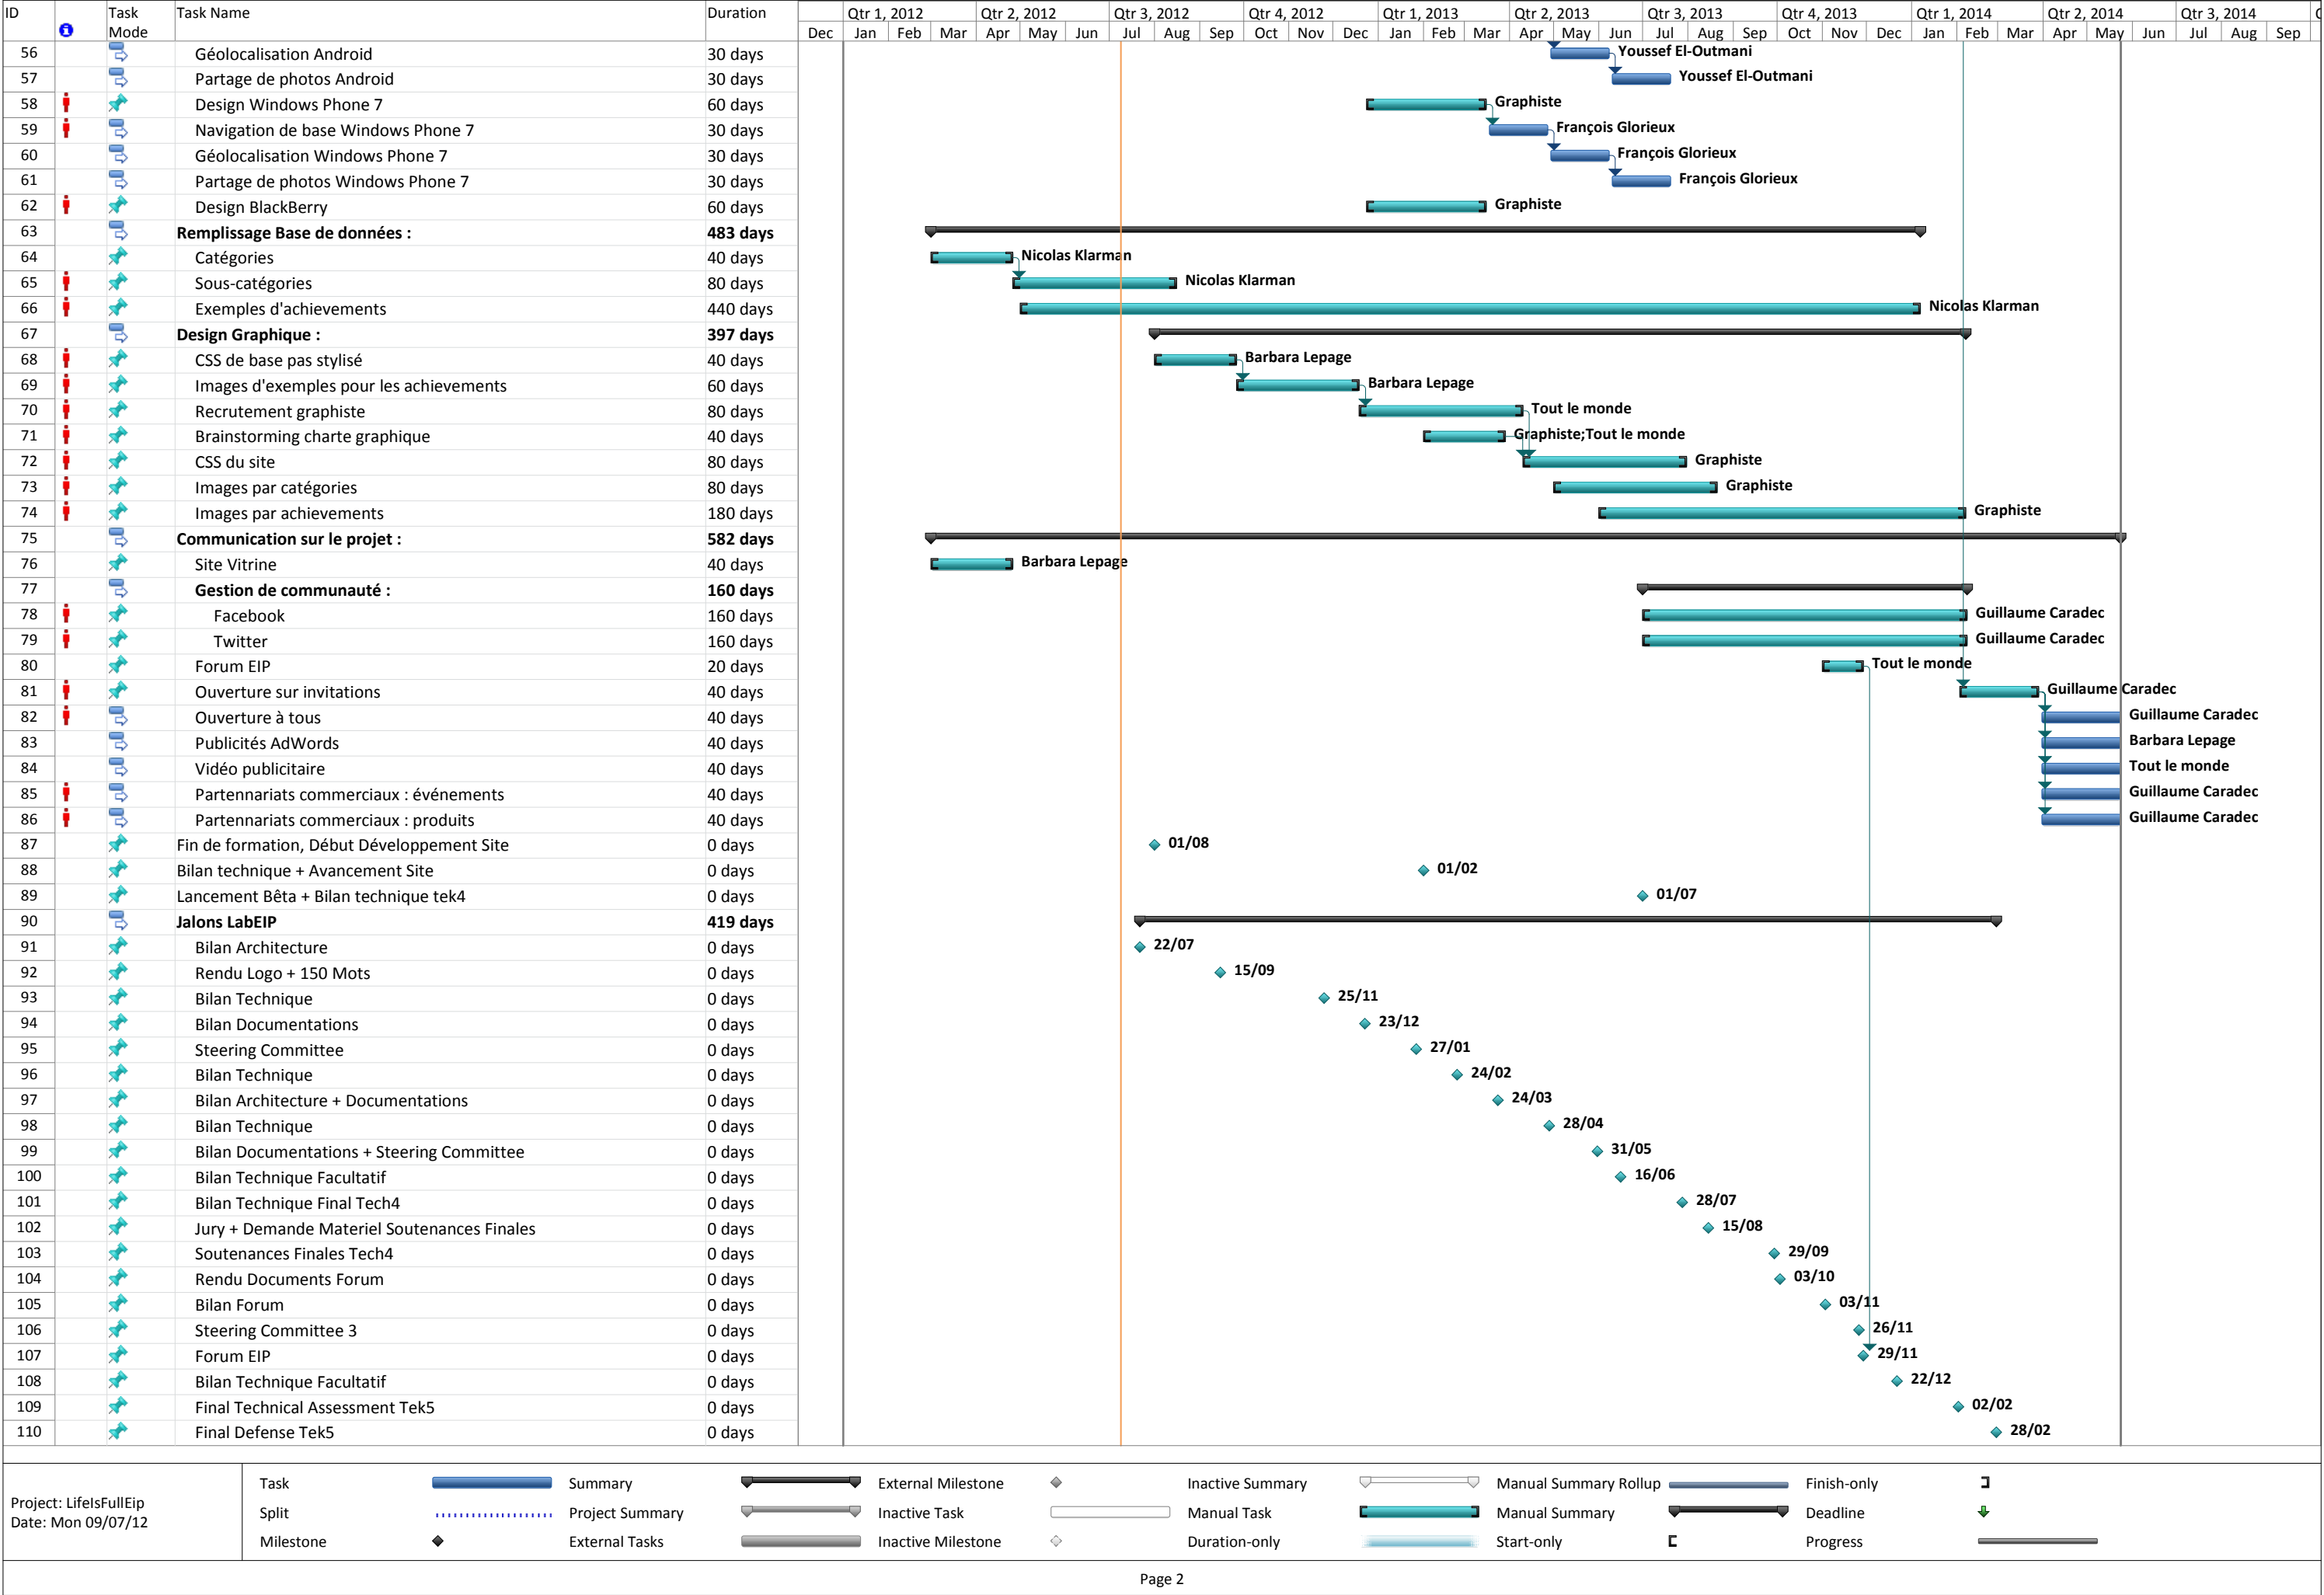 ID Task Mode Task Name Duration
Qtr 1, 2012 Qtr 2, 2012 Qtr 3, 2012 Qtr 4, 2012 Qtr 1, 2013 Qtr 2, 2013 Qtr 3, 2013 Qtr 4, 2013 Qtr 1, 2014 Qtr 2, 2014 Qtr 3, 2014
Dec Jan Feb Mar Apr May Jun Jul Aug Sep Oct Nov Dec Jan Feb Mar Apr May Jun Jul Aug Sep Oct Nov Dec Jan Feb Mar Apr May Jun Jul Aug Sep
56 Géolocalisation Android 30 days Youssef El-Outmani
57 Partage de photos Android 30 days Youssef El-Outmani
58 Design Windows Phone 7 60 days Graphiste
59 Navigation de base Windows Phone 7 30 days François Glorieux
60 Géolocalisation Windows Phone 7 30 days François Glorieux
61 Partage de photos Windows Phone 7 30 days François Glorieux
62 Design BlackBerry 60 days Graphiste
63 Remplissage Base de données : 483 days
64 Catégories 40 days Nicolas Klarman
65 Sous-catégories 80 days Nicolas Klarman
66 Exemples d'achievements 440 days Nicolas Klarman
67 Design Graphique : 397 days
68 CSS de base pas stylisé 40 days Barbara Lepage
69 Images d'exemples pour les achievements 60 days Barbara Lepage
70 Recrutement graphiste 80 days Tout le monde
71 Brainstorming charte graphique 40 days Graphiste;Tout le monde
72 CSS du site 80 days Graphiste
73 Images par catégories 80 days Graphiste
74 Images par achievements 180 days Graphiste
75 Communication sur le projet : 582 days
76 Site Vitrine 40 days Barbara Lepage
77 Gestion de communauté : 160 days
78 Facebook 160 days Guillaume Caradec
79 Twitter 160 days Guillaume Caradec
80 Forum EIP 20 days Tout le monde
81 Ouverture sur invitations 40 days Guillaume Caradec
82 Ouverture à tous 40 days Guillaume Caradec
83 Publicités AdWords 40 days Barbara Lepage
84 Vidéo publicitaire 40 days Tout le monde
85 Partennariats commerciaux : événements 40 days Guillaume Caradec
86 Partennariats commerciaux : produits 40 days Guillaume Caradec
87 Fin de formation, Début Développement Site 0 days 01/08
88 Bilan technique + Avancement Site 0 days 01/02
89 Lancement Bêta + Bilan technique tek4 0 days 01/07
90 Jalons LabEIP 419 days
91 Bilan Architecture 0 days 22/07
92 Rendu Logo + 150 Mots 0 days 15/09
93 Bilan Technique 0 days 25/11
94 Bilan Documentations 0 days 23/12
95 Steering Committee 0 days 27/01
96 Bilan Technique 0 days 24/02
97 Bilan Architecture + Documentations 0 days 24/03
98 Bilan Technique 0 days 28/04
99 Bilan Documentations + Steering Committee 0 days 31/05
100 Bilan Technique Facultatif 0 days 16/06
101 Bilan Technique Final Tech4 0 days 28/07
102 Jury + Demande Materiel Soutenances Finales 0 days 15/08
103 Soutenances Finales Tech4 0 days 29/09
104 Rendu Documents Forum 0 days 03/10
105 Bilan Forum 0 days 03/11
106 Steering Committee 3 0 days 26/11
107 Forum EIP 0 days 29/11
108 Bilan Technique Facultatif 0 days 22/12
109 Final Technical Assessment Tek5 0 days 02/02
110 Final Defense Tek5 0 days 28/02
Project: LifeIsFullEip
Date: Mon 09/07/12
Task Summary External Milestone Inactive Summary Manual Summary Rollup Finish-only
Split Project Summary Inactive Task Manual Task Manual Summary Deadline
Milestone External Tasks Inactive Milestone Duration-only Start-only Progress
Page 2